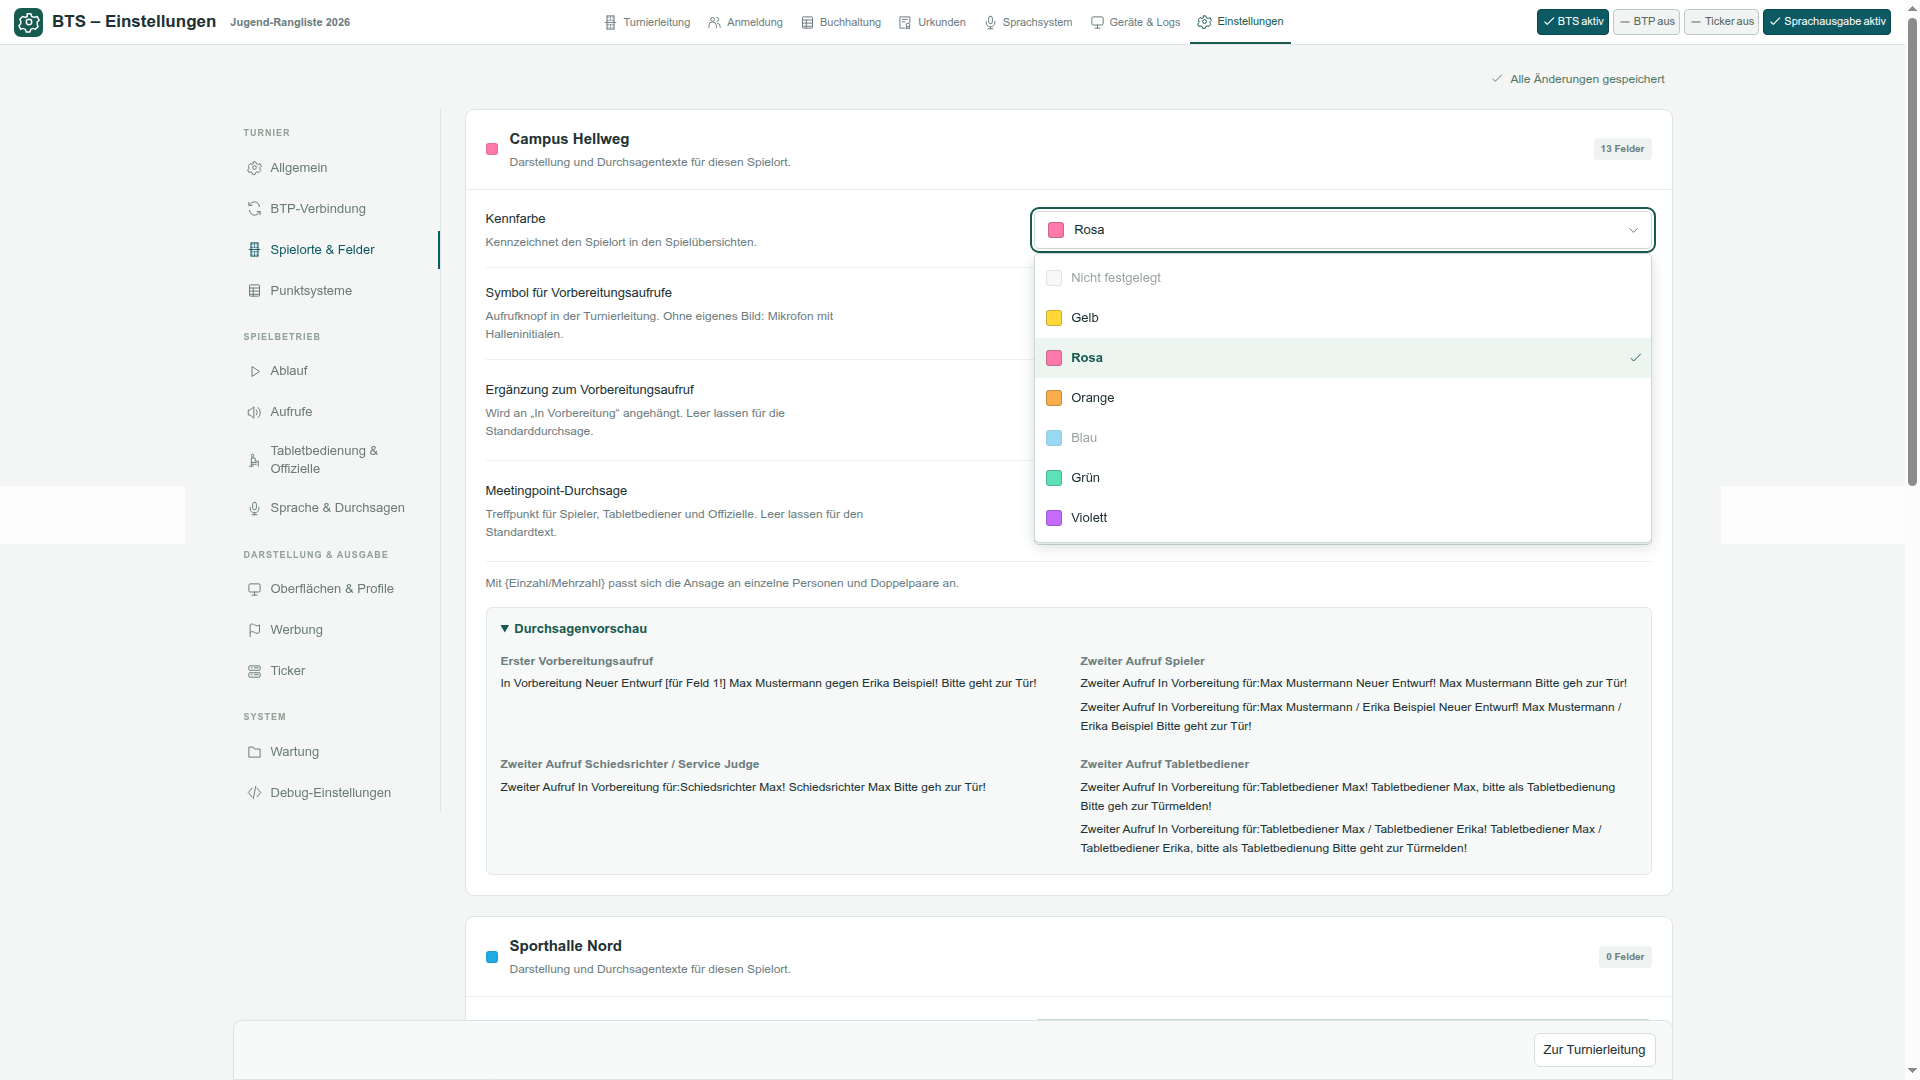 BTS – Einstellungen
Jugend-Rangliste 2026
Turnierleitung
Anmeldung
Buchhaltung
Urkunden
Sprachsystem
Geräte & Logs
Einstellungen
BTS aktiv
BTP aus
Ticker aus
Sprachausgabe aktiv
Alle Änderungen gespeichert
TURNIER
Allgemein
BTP-Verbindung
Spielorte & Felder
Punktsysteme
SPIELBETRIEB
Ablauf
Aufrufe
Tabletbedienung &
Offizielle
Sprache & Durchsagen
DARSTELLUNG & AUSGABE
Oberflächen & Profile
Werbung
Ticker
SYSTEM
Wartung
Debug-Einstellungen
Campus Hellweg
Darstellung und Durchsagentexte für diesen Spielort.
13 Felder
Kennfarbe
Kennzeichnet den Spielort in den Spielübersichten.
Rosa
Nicht festgelegt
Gelb
Rosa
Orange
Blau
Grün
Violett
Symbol für Vorbereitungsaufrufe
Aufrufknopf in der Turnierleitung. Ohne eigenes Bild: Mikrofon mit
Halleninitialen.
Ergänzung zum Vorbereitungsaufruf
Wird an „In Vorbereitung“ angehängt. Leer lassen für die
Standarddurchsage.
Meetingpoint-Durchsage
Treffpunkt für Spieler, Tabletbediener und Offizielle. Leer lassen für den
Standardtext.
Mit {Einzahl/Mehrzahl} passt sich die Ansage an einzelne Personen und Doppelpaare an.
Durchsagenvorschau
Erster Vorbereitungsaufruf
In Vorbereitung Neuer Entwurf [für Feld 1!] Max Mustermann gegen Erika Beispiel! Bitte geht zur Tür!
Zweiter Aufruf Spieler
Zweiter Aufruf In Vorbereitung für:Max Mustermann Neuer Entwurf! Max Mustermann Bitte geh zur Tür!
Zweiter Aufruf In Vorbereitung für:Max Mustermann / Erika Beispiel Neuer Entwurf! Max Mustermann /
Erika Beispiel Bitte geht zur Tür!
Zweiter Aufruf Schiedsrichter / Service Judge
Zweiter Aufruf In Vorbereitung für:Schiedsrichter Max! Schiedsrichter Max Bitte geh zur Tür!
Zweiter Aufruf Tabletbediener
Zweiter Aufruf In Vorbereitung für:Tabletbediener Max! Tabletbediener Max, bitte als Tabletbedienung
Bitte geh zur Türmelden!
Zweiter Aufruf In Vorbereitung für:Tabletbediener Max / Tabletbediener Erika! Tabletbediener Max /
Tabletbediener Erika, bitte als Tabletbedienung Bitte geht zur Türmelden!
Sporthalle Nord
Darstellung und Durchsagentexte für diesen Spielort.
0 Felder
Zur Turnierleitung